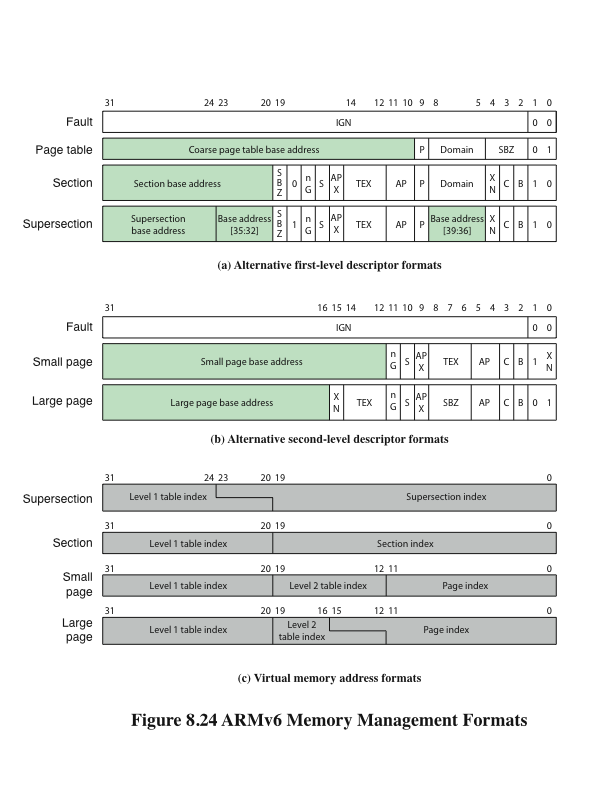 31 24 23 20 19 14 12 11 10 9 8 5 4 3 2 1 0
Fault IGN 0 0
Page table Coarse page table base address P Domain SBZ 0 1
Section Section base address S B Z 0 n G S AP X TEX AP P Domain X N C B 1 0
Supersection Supersection base address Base address [35:32] S B Z 1 n G S AP X TEX AP P Base address [39:36] X N C B 1 0
(a) Alternative first-level descriptor formats
31 16 15 14 12 11 10 9 8 7 6 5 4 3 2 1 0
Fault IGN 0 0
Small page Small page base address n G S AP X TEX AP C B 1 X N
Large page Large page base address X N TEX n G S AP X SBZ AP C B 0 1
(b) Alternative second-level descriptor formats
31 24 23 20 19 0
Supersection Level 1 table index Supersection index
31 20 19 0
Section Level 1 table index Section index
31 20 19 12 11 0
Small page Level 1 table index Level 2 table index Page index
31 20 19 16 15 12 11 0
Large page Level 1 table index Level 2 table index Page index
(c) Virtual memory address formats
Figure 8.24 ARMv6 Memory Management Formats